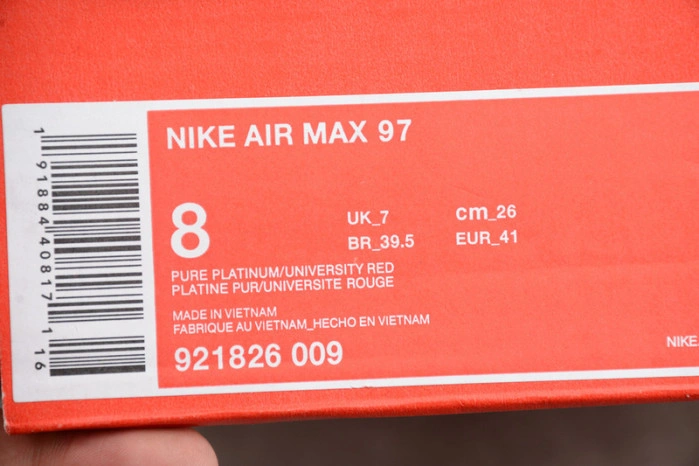 NIKE AIR MAX 97
8
UK_7
cm_26
BR_39.5
EUR_41
PURE PLATINUM/UNIVERSITY RED
PLATINE PUR/UNIVERSITE ROUGE
MADE IN VIETNAM
FABRIQUE AU VIETNAM_HECHO EN VIETNAM
921826 009
NIKE.
1 91884 40817 1 16